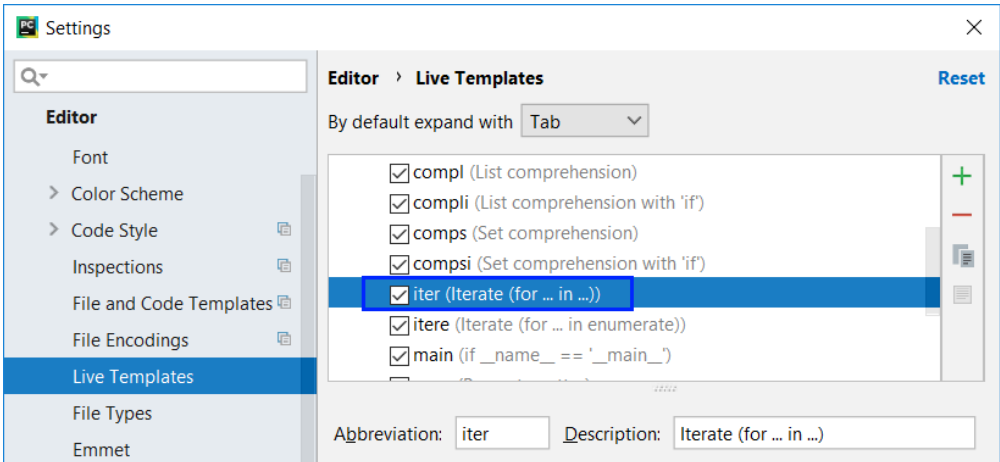 PC Settings
Editor
Font
Color Scheme
Code Style
Inspections
File and Code Templates
File Encodings
Live Templates
File Types
Emmet
Editor › Live Templates Reset
By default expand with Tab
compl (List comprehension)
compli (List comprehension with 'if')
comps (Set comprehension)
compsi (Set comprehension with 'if')
iter (Iterate (for ... in ...))
itere (Iterate (for ... in enumerate))
main (if __name__ == '__main__')
Abbreviation: iter Description: Iterate (for ... in ...)